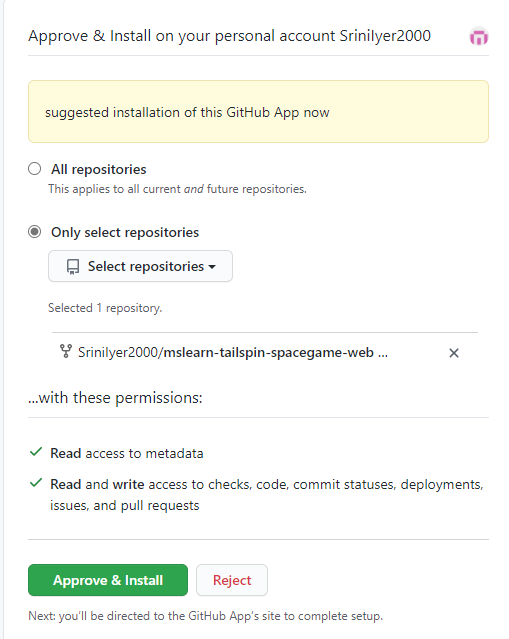 Approve & Install on your personal account Srinilyer2000
suggested installation of this GitHub App now
All repositories
This applies to all current and future repositories.
Only select repositories
Select repositories
Selected 1 repository.
Srinilyer2000/mslearn-tailspin-spacegame-web ...
...with these permissions:
Read access to metadata
Read and write access to checks, code, commit statuses, deployments,
issues, and pull requests
Approve & Install
Reject
Next: you'll be directed to the GitHub App's site to complete setup.